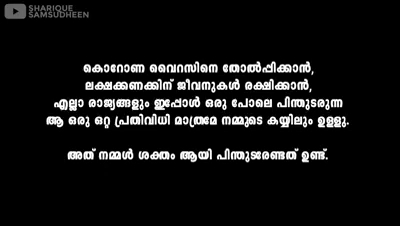 SHARIQUE
SAMSUDHEEN
കൊറോണ വൈറസിനെ തോൽപ്പിക്കാൻ,
ലക്ഷക്കണക്കിന് ജീവനുകൾ രക്ഷിക്കാൻ,
എല്ലാ രാജ്യങ്ങളും ഇപ്പോൾ ഒരു പോലെ പിന്തുടരുന്ന
ആ ഒരു ഒറ്റ പ്രതിവിധി മാത്രമേ നമ്മുടെ കയ്യിലും ഉള്ളു.
അത് നമ്മൾ ശക്തം ആയി പിന്തുടരേണ്ടത് ഉണ്ട്.